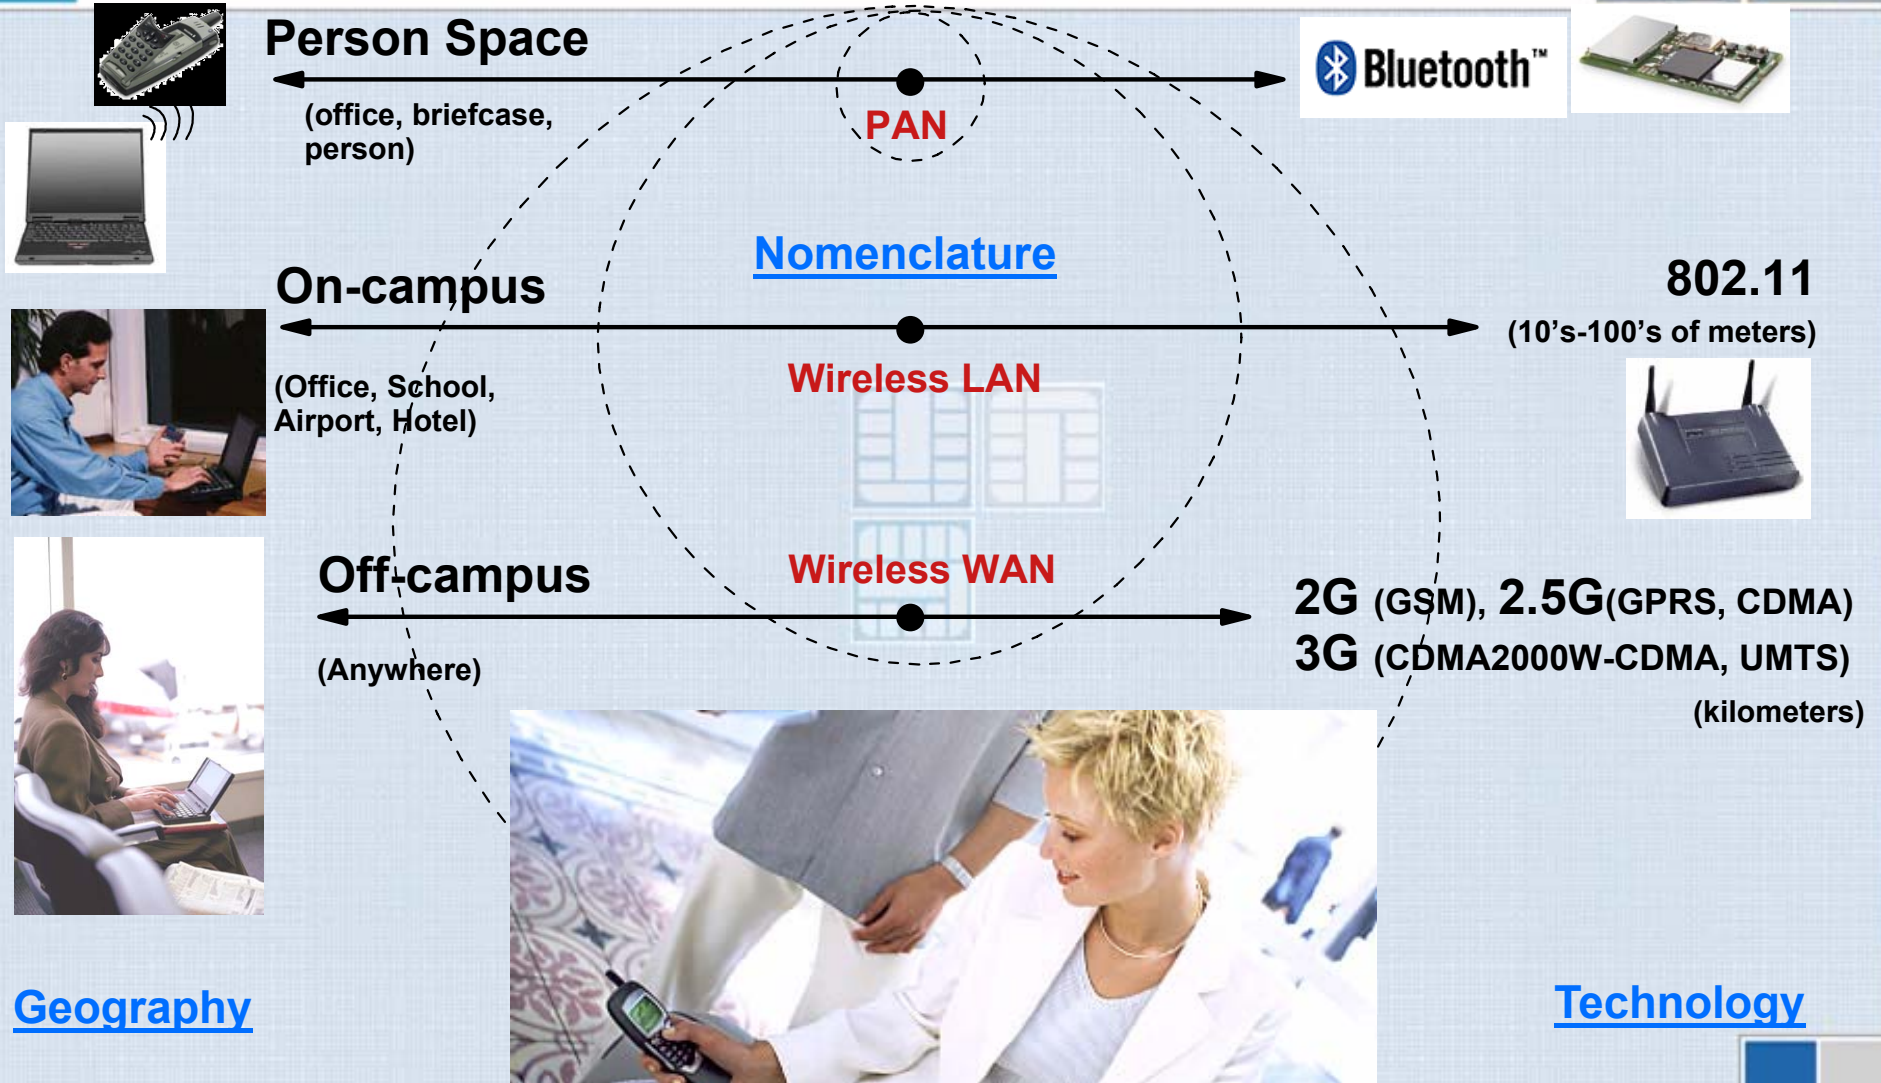 Person Space
(office, briefcase,
person)
PAN
Bluetooth™
Nomenclature
On-campus
(Office, School,
Airport, Hotel)
Wireless LAN
802.11
(10’s-100’s of meters)
Off-campus
(Anywhere)
Wireless WAN
2G (GSM), 2.5G(GPRS, CDMA)
3G (CDMA2000W-CDMA, UMTS)
(kilometers)
Geography
Technology